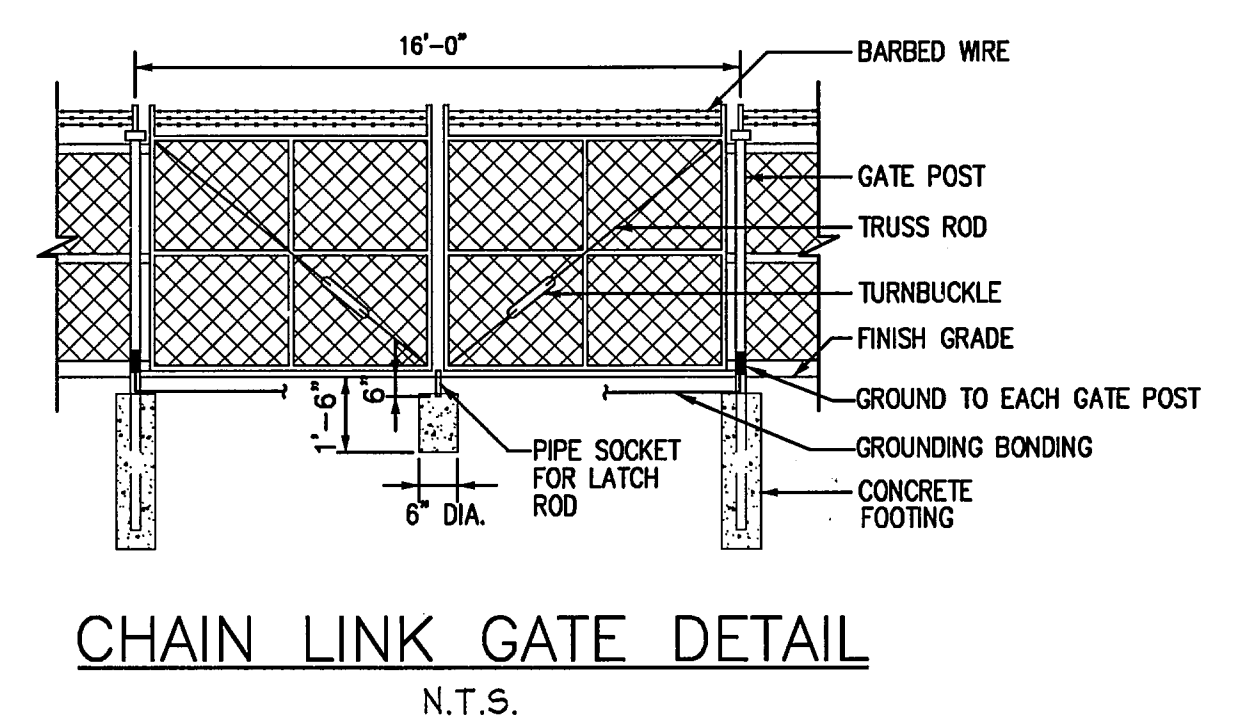 16'-0"
BARBED WIRE
GATE POST
TRUSS ROD
TURNBUCKLE
FINISH GRADE
GROUND TO EACH GATE POST
GROUNDING BONDING
CONCRETE
FOOTING
1'-6"
6"
PIPE SOCKET
FOR LATCH
ROD
6" DIA.
CHAIN LINK GATE DETAIL
N.T.S.